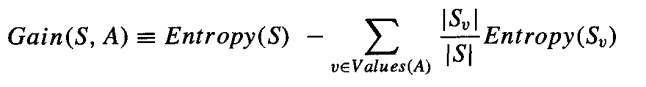 Gain(S, A) ≡ Entropy(S) − ∑_{v∈Values(A)} |S_v|/|S| Entropy(S_v)